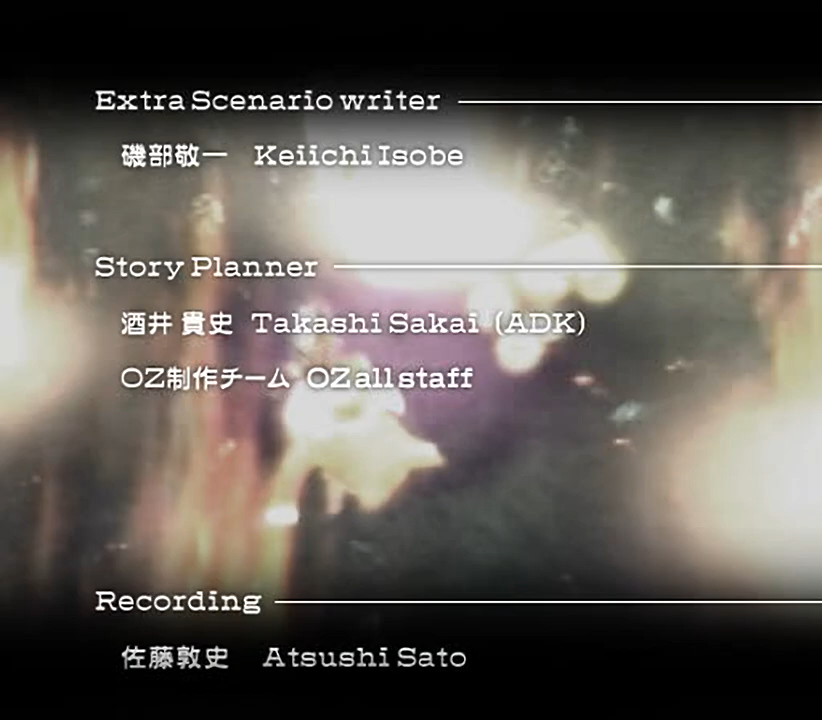 Extra Scenario writer
磯部敬一 Keiichi Isobe
Story Planner
酒井 貴史 Takashi Sakai (ADK)
OZ制作チーム OZ all staff
Recording
佐藤敦史 Atsushi Sato